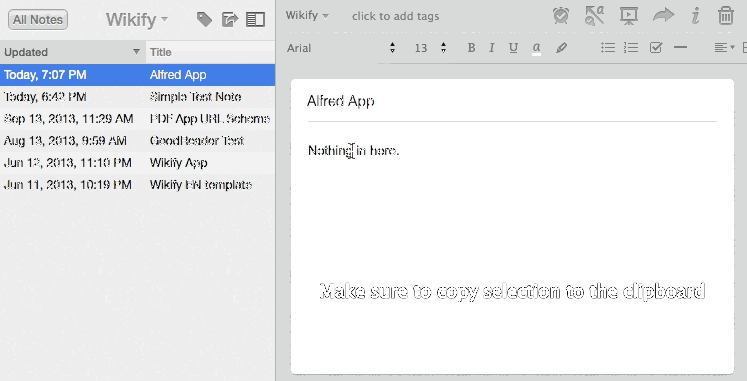 All Notes Wikify
Updated Title
Today, 7:07 PM Alfred App
Today, 6:42 PM Simple Test Note
Sep 13, 2013, 11:29 AM PDF App URL Scheme
Aug 13, 2013, 9:59 AM GoodReader Test
Jun 12, 2013, 11:10 PM Wikify App
Jun 11, 2013, 10:19 PM Wikify EN template
Wikify click to add tags
Arial 13 B I U a
Alfred App
Nothing in here.
Make sure to copy selection to the clipboard